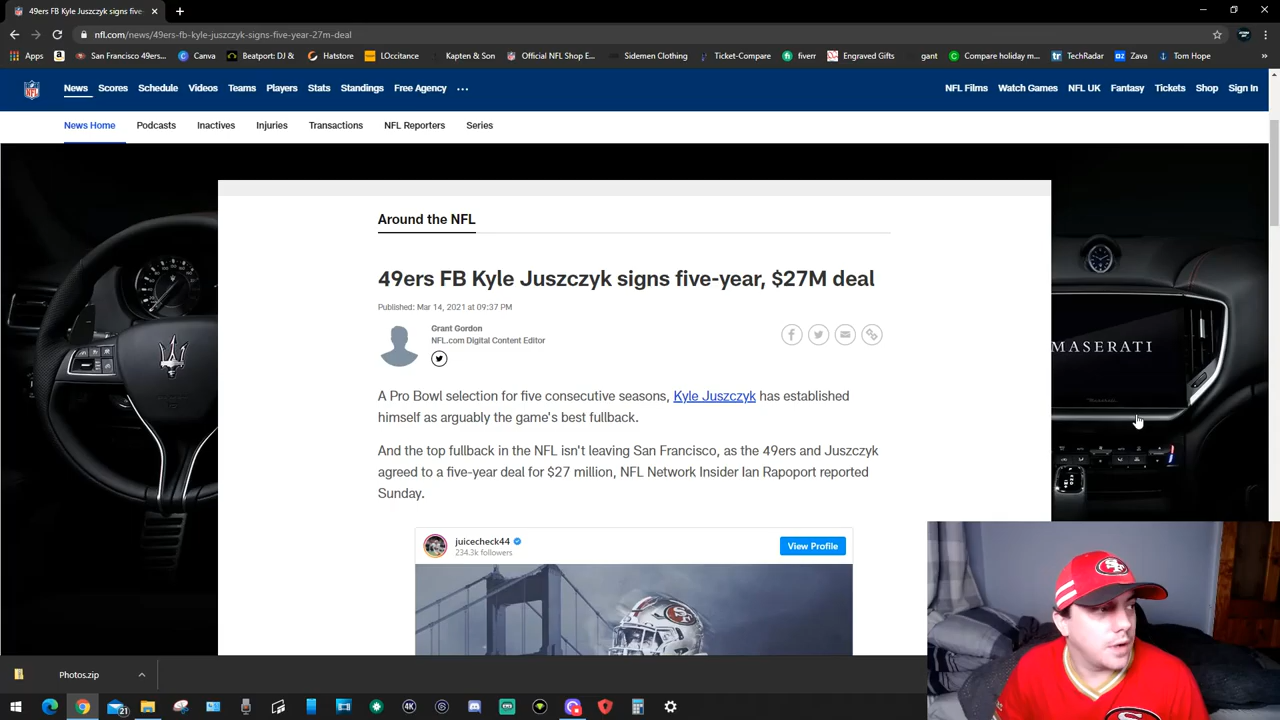 49ers FB Kyle Juszczyk signs five-
nfl.com/news/49ers-fb-kyle-juszczyk-signs-five-year-27m-deal
Apps San Francisco 49ers... Canva Beatport: DJ & Hatstore LOccitance Kapten & Son Official NFL Shop E... Sidemen Clothing Ticket-Compare fiverr Engraved Gifts gant Compare holiday m... TechRadar Zava Tom Hope »
News Scores Schedule Videos Teams Players Stats Standings Free Agency ... NFL Films Watch Games NFL UK Fantasy Tickets Shop Sign In
News Home Podcasts Inactives Injuries Transactions NFL Reporters Series
Around the NFL
49ers FB Kyle Juszczyk signs five-year, $27M deal
Published: Mar 14, 2021 at 09:37 PM
Grant Gordon
NFL.com Digital Content Editor
MASERATI
A Pro Bowl selection for five consecutive seasons, Kyle Juszczyk has established
himself as arguably the game's best fullback.
And the top fullback in the NFL isn't leaving San Francisco, as the 49ers and Juszczyk
agreed to a five-year deal for $27 million, NFL Network Insider Ian Rapoport reported
Sunday.
juicecheck44
234.3k followers
View Profile
Photos.zip